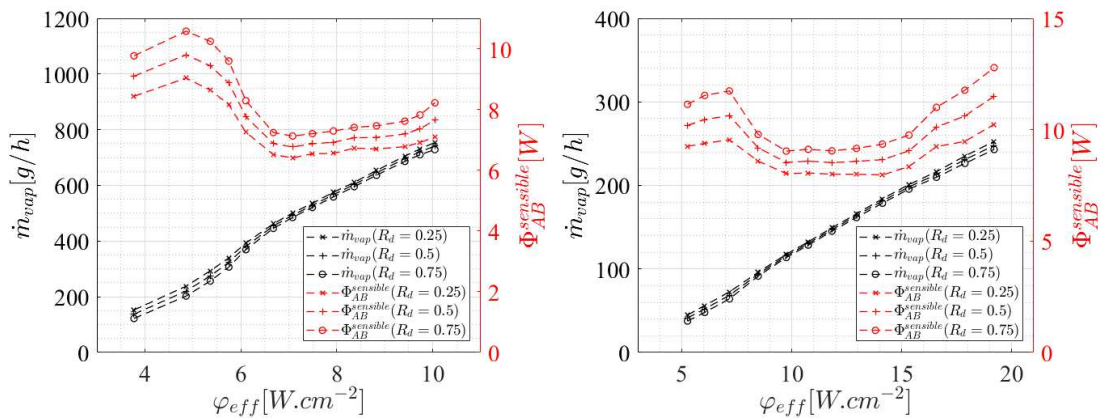 1200
1000
800
600
400
200
0
ṁ_vap[g/h]
4 5 6 7 8 9 10
φ_eff[W.cm⁻²]
10
8
6
4
2
0
Φ_AB^sensible[W]
ṁ_vap(R_d = 0.25)
ṁ_vap(R_d = 0.5)
ṁ_vap(R_d = 0.75)
Φ_AB^sensible(R_d = 0.25)
Φ_AB^sensible(R_d = 0.5)
Φ_AB^sensible(R_d = 0.75)
400
300
200
100
0
ṁ_vap[g/h]
5 10 15 20
φ_eff[W.cm⁻²]
15
10
5
0
Φ_AB^sensible[W]
ṁ_vap(R_d = 0.25)
ṁ_vap(R_d = 0.5)
ṁ_vap(R_d = 0.75)
Φ_AB^sensible(R_d = 0.25)
Φ_AB^sensible(R_d = 0.5)
Φ_AB^sensible(R_d = 0.75)